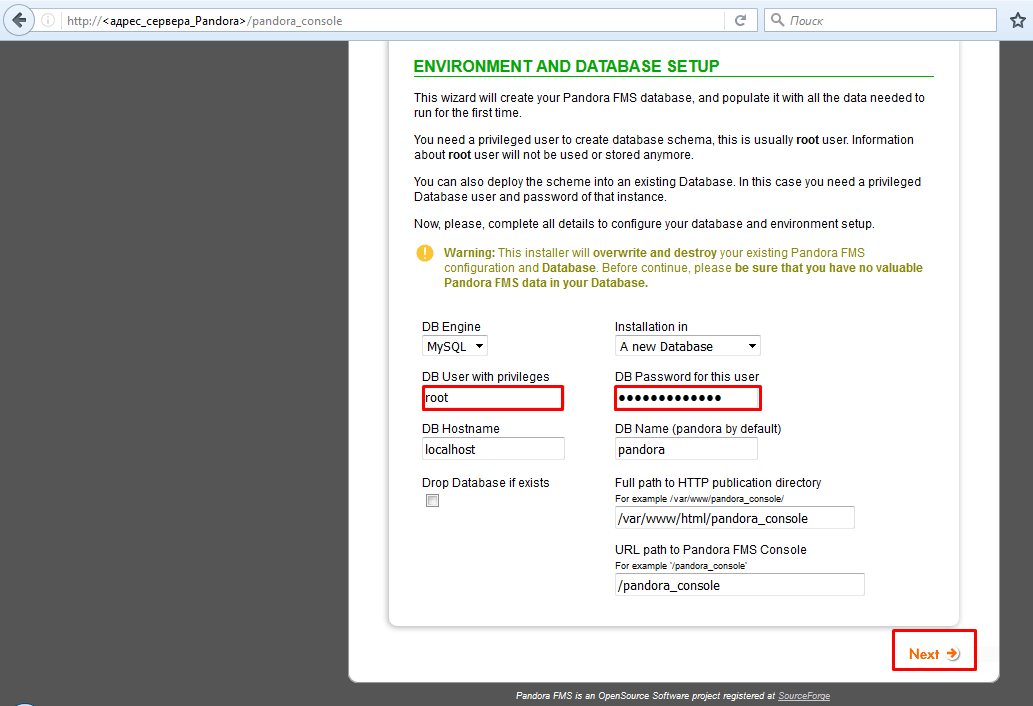 http://<адрес_сервера_Pandora>/pandora_console
Поиск
ENVIRONMENT AND DATABASE SETUP
This wizard will create your Pandora FMS database, and populate it with all the data needed to
run for the first time.
You need a privileged user to create database schema, this is usually root user. Information
about root user will not be used or stored anymore.
You can also deploy the scheme into an existing Database. In this case you need a privileged
Database user and password of that instance.
Now, please, complete all details to configure your database and environment setup.
Warning: This installer will overwrite and destroy your existing Pandora FMS
configuration and Database. Before continue, please be sure that you have no valuable
Pandora FMS data in your Database.
DB Engine
MySQL
Installation in
A new Database
DB User with privileges
root
DB Password for this user
●●●●●●●●●●●●●
DB Hostname
localhost
DB Name (pandora by default)
pandora
Drop Database if exists
Full path to HTTP publication directory
For example /var/www/pandora_console/
/var/www/html/pandora_console
URL path to Pandora FMS Console
For example '/pandora_console'
/pandora_console
Next
Pandora FMS is an OpenSource Software project registered at SourceForge